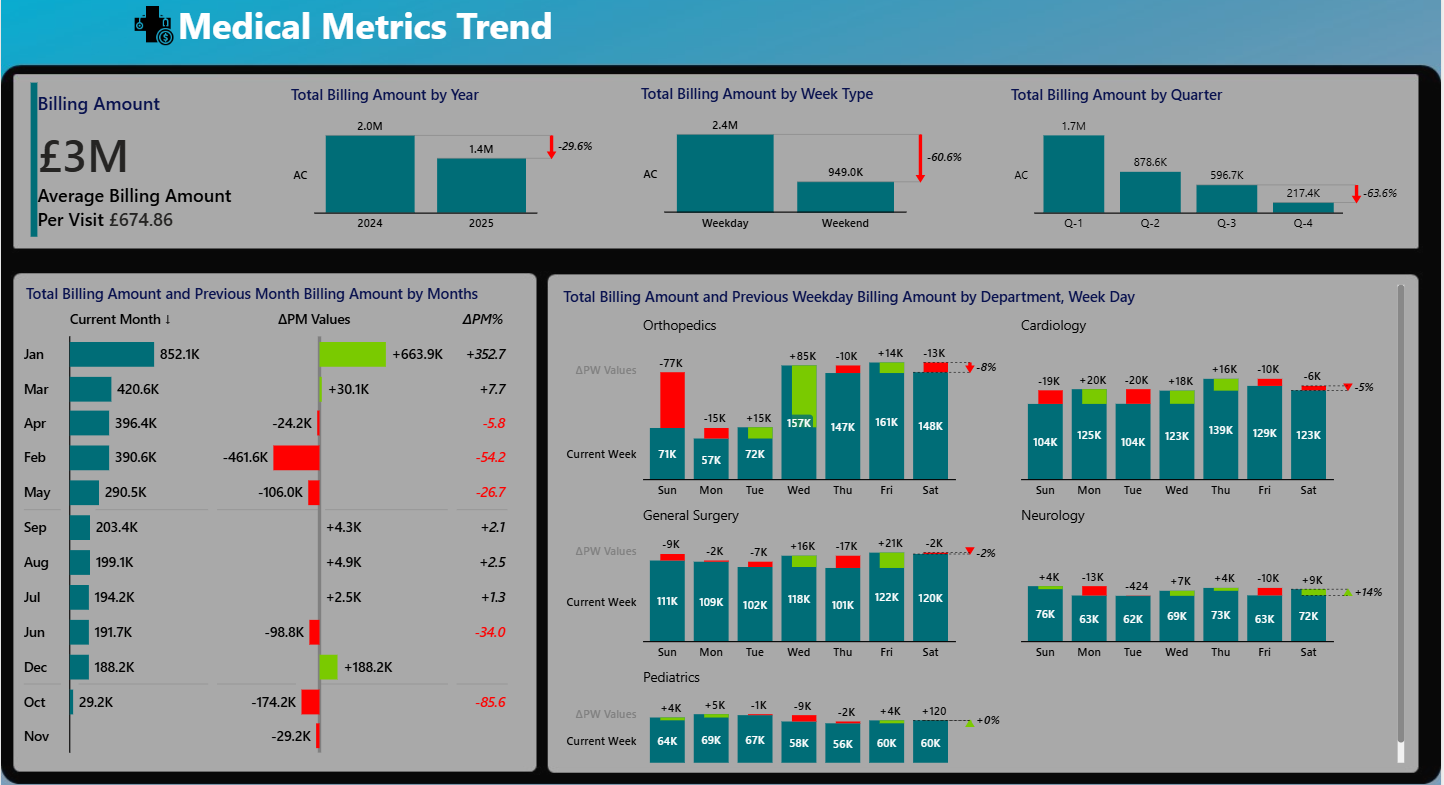 Medical Metrics Trend
Billing Amount
£3M
Average Billing Amount
Per Visit £674.86
Total Billing Amount by Year
2.0M
1.4M
-29.6%
AC
2024 2025
Total Billing Amount by Week Type
2.4M
949.0K
-60.6%
AC
Weekday Weekend
Total Billing Amount by Quarter
1.7M
878.6K
596.7K
217.4K
-63.6%
AC
Q-1 Q-2 Q-3 Q-4
Total Billing Amount and Previous Month Billing Amount by Months
Current Month ↓ ΔPM Values ΔPM%
Jan 852.1K +663.9K +352.7
Mar 420.6K +30.1K +7.7
Apr 396.4K -24.2K -5.8
Feb 390.6K -461.6K -54.2
May 290.5K -106.0K -26.7
Sep 203.4K +4.3K +2.1
Aug 199.1K +4.9K +2.5
Jul 194.2K +2.5K +1.3
Jun 191.7K -98.8K -34.0
Dec 188.2K +188.2K
Oct 29.2K -174.2K -85.6
Nov -29.2K
Total Billing Amount and Previous Weekday Billing Amount by Department, Week Day
Orthopedics
-77K -15K +15K +85K -10K +14K -13K
ΔPW Values
-8%
Current Week
71K 57K 72K 157K 147K 161K 148K
Sun Mon Tue Wed Thu Fri Sat
Cardiology
-19K +20K -20K +18K +16K -10K -6K
-5%
104K 125K 104K 123K 139K 129K 123K
Sun Mon Tue Wed Thu Fri Sat
General Surgery
-9K -2K -7K +16K -17K +21K -2K
ΔPW Values
-2%
Current Week
111K 109K 102K 118K 101K 122K 120K
Sun Mon Tue Wed Thu Fri Sat
Neurology
+4K -13K -424 +7K +4K -10K +9K
+14%
76K 63K 62K 69K 73K 63K 72K
Sun Mon Tue Wed Thu Fri Sat
Pediatrics
+4K +5K -1K -9K -2K +4K +120
ΔPW Values
+0%
Current Week
64K 69K 67K 58K 56K 60K 60K